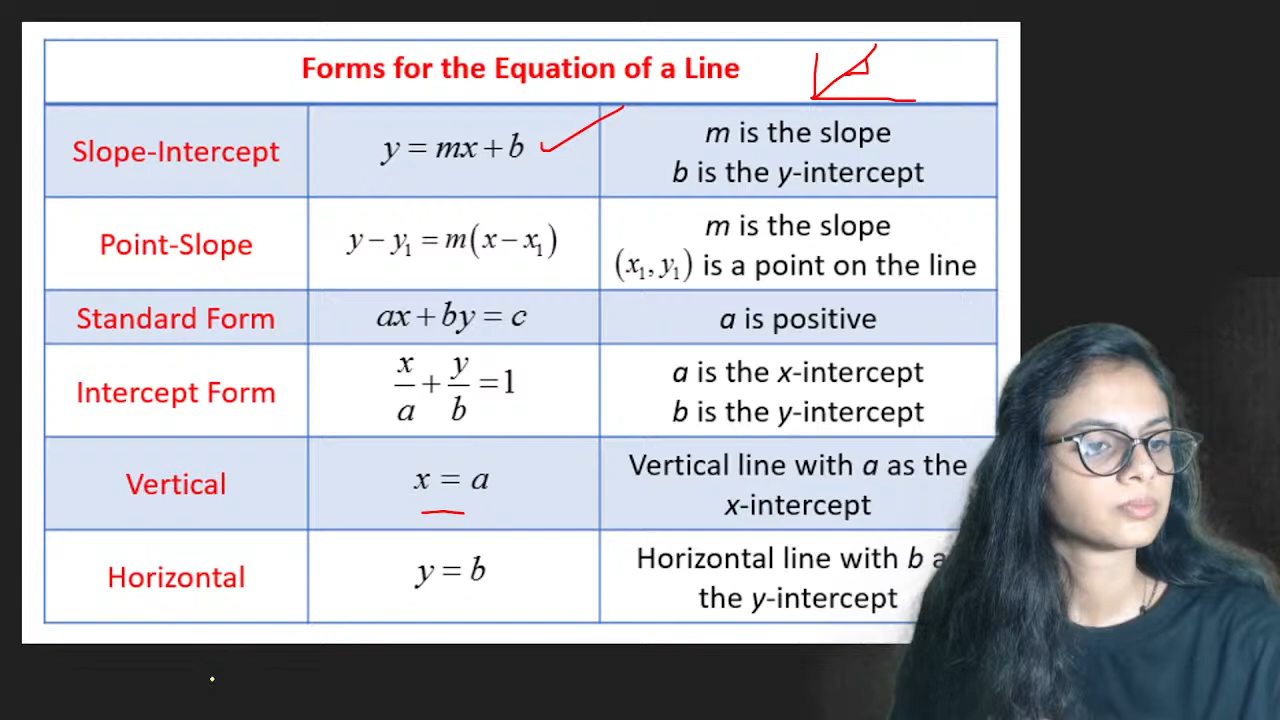 Forms for the Equation of a Line
Slope-Intercept
y = mx + b
m is the slope
b is the y-intercept
Point-Slope
y − y₁ = m(x − x₁)
m is the slope
(x₁, y₁) is a point on the line
Standard Form
ax + by = c
a is positive
Intercept Form
x/a + y/b = 1
a is the x-intercept
b is the y-intercept
Vertical
x = a
Vertical line with a as the
x-intercept
Horizontal
y = b
Horizontal line with b
the y-intercept